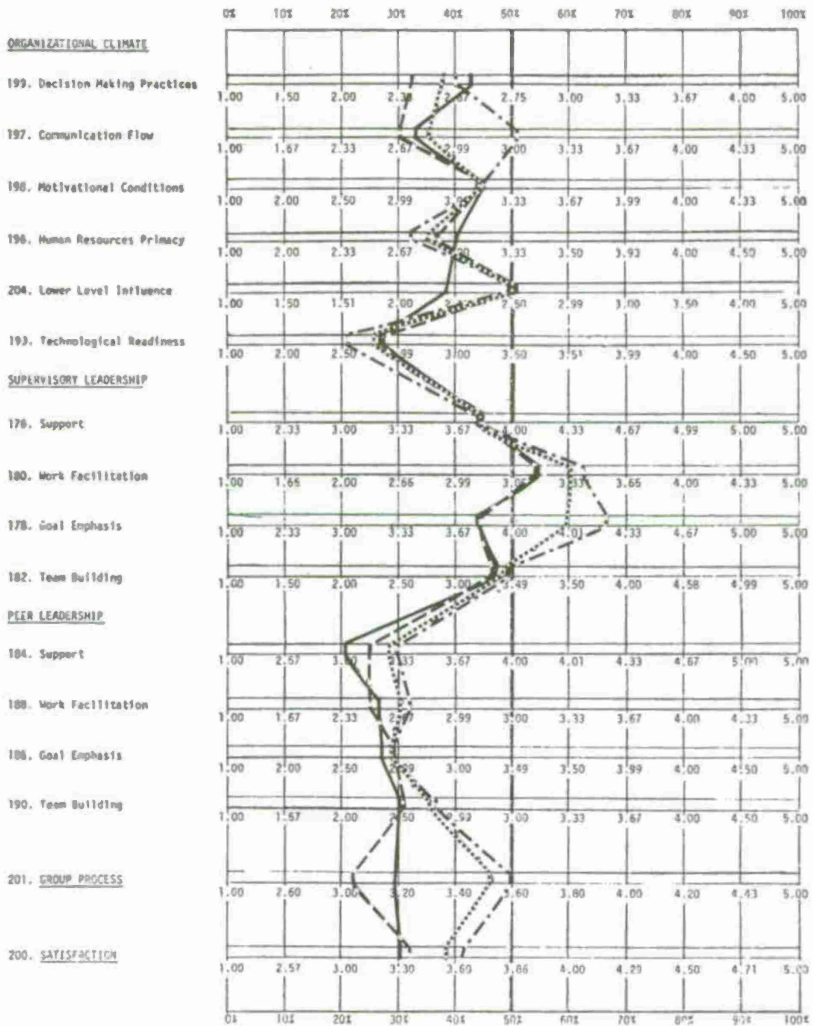 0% 10% 20% 30% 40% 50% 60% 70% 80% 90% 100%
ORGANIZATIONAL CLIMATE
199. Decision Making Practices
1.00 1.50 2.00 2.75 3.00 3.33 3.67 4.00 5.00
197. Communication Flow
1.00 1.67 2.33 2.67 2.99 3.00 3.33 3.67 4.00 4.33 5.00
198. Motivational Conditions
1.00 2.00 2.50 2.99 3.33 3.67 3.99 4.00 4.33 5.00
196. Human Resources Primacy
1.00 2.00 2.33 2.67 3.33 3.50 3.67 4.00 4.50 5.00
204. Lower Level Influence
1.00 1.50 1.51 2.00 2.50 2.99 3.00 3.50 4.00 5.00
193. Technological Readiness
1.00 2.00 2.50 2.99 3.00 3.50 3.51 3.99 4.00 4.50 5.00
SUPERVISORY LEADERSHIP
176. Support
1.00 2.33 3.00 3.33 3.67 4.00 4.33 4.67 4.99 5.00 5.00
180. Work Facilitation
1.00 1.65 2.00 2.66 2.99 3.33 3.65 4.00 4.33 5.00
178. Goal Emphasis
1.00 2.33 3.00 3.33 3.67 4.00 4.01 4.33 4.67 5.00 5.00
182. Team Building
1.00 1.50 2.00 2.50 3.00 3.49 3.50 4.00 4.58 4.99 5.00
PEER LEADERSHIP
184. Support
1.00 2.67 3.33 3.67 4.00 4.01 4.33 4.67 5.00 5.00
188. Work Facilitation
1.00 1.67 2.33 2.99 3.00 3.33 3.67 4.00 4.33 5.00
186. Goal Emphasis
1.00 2.00 2.50 2.99 3.00 3.49 3.50 3.99 4.00 4.50 5.00
190. Team Building
1.00 1.67 2.00 2.50 2.99 3.00 3.33 3.67 4.00 4.50 5.00
201. GROUP PROCESS
1.00 2.60 3.00 3.20 3.40 3.60 3.80 4.00 4.20 4.43 5.00
200. SATISFACTION
1.00 2.57 3.00 3.30 3.69 3.86 4.00 4.29 4.50 4.71 5.00
0% 10% 20% 30% 40% 50% 60% 70% 80% 90% 100%